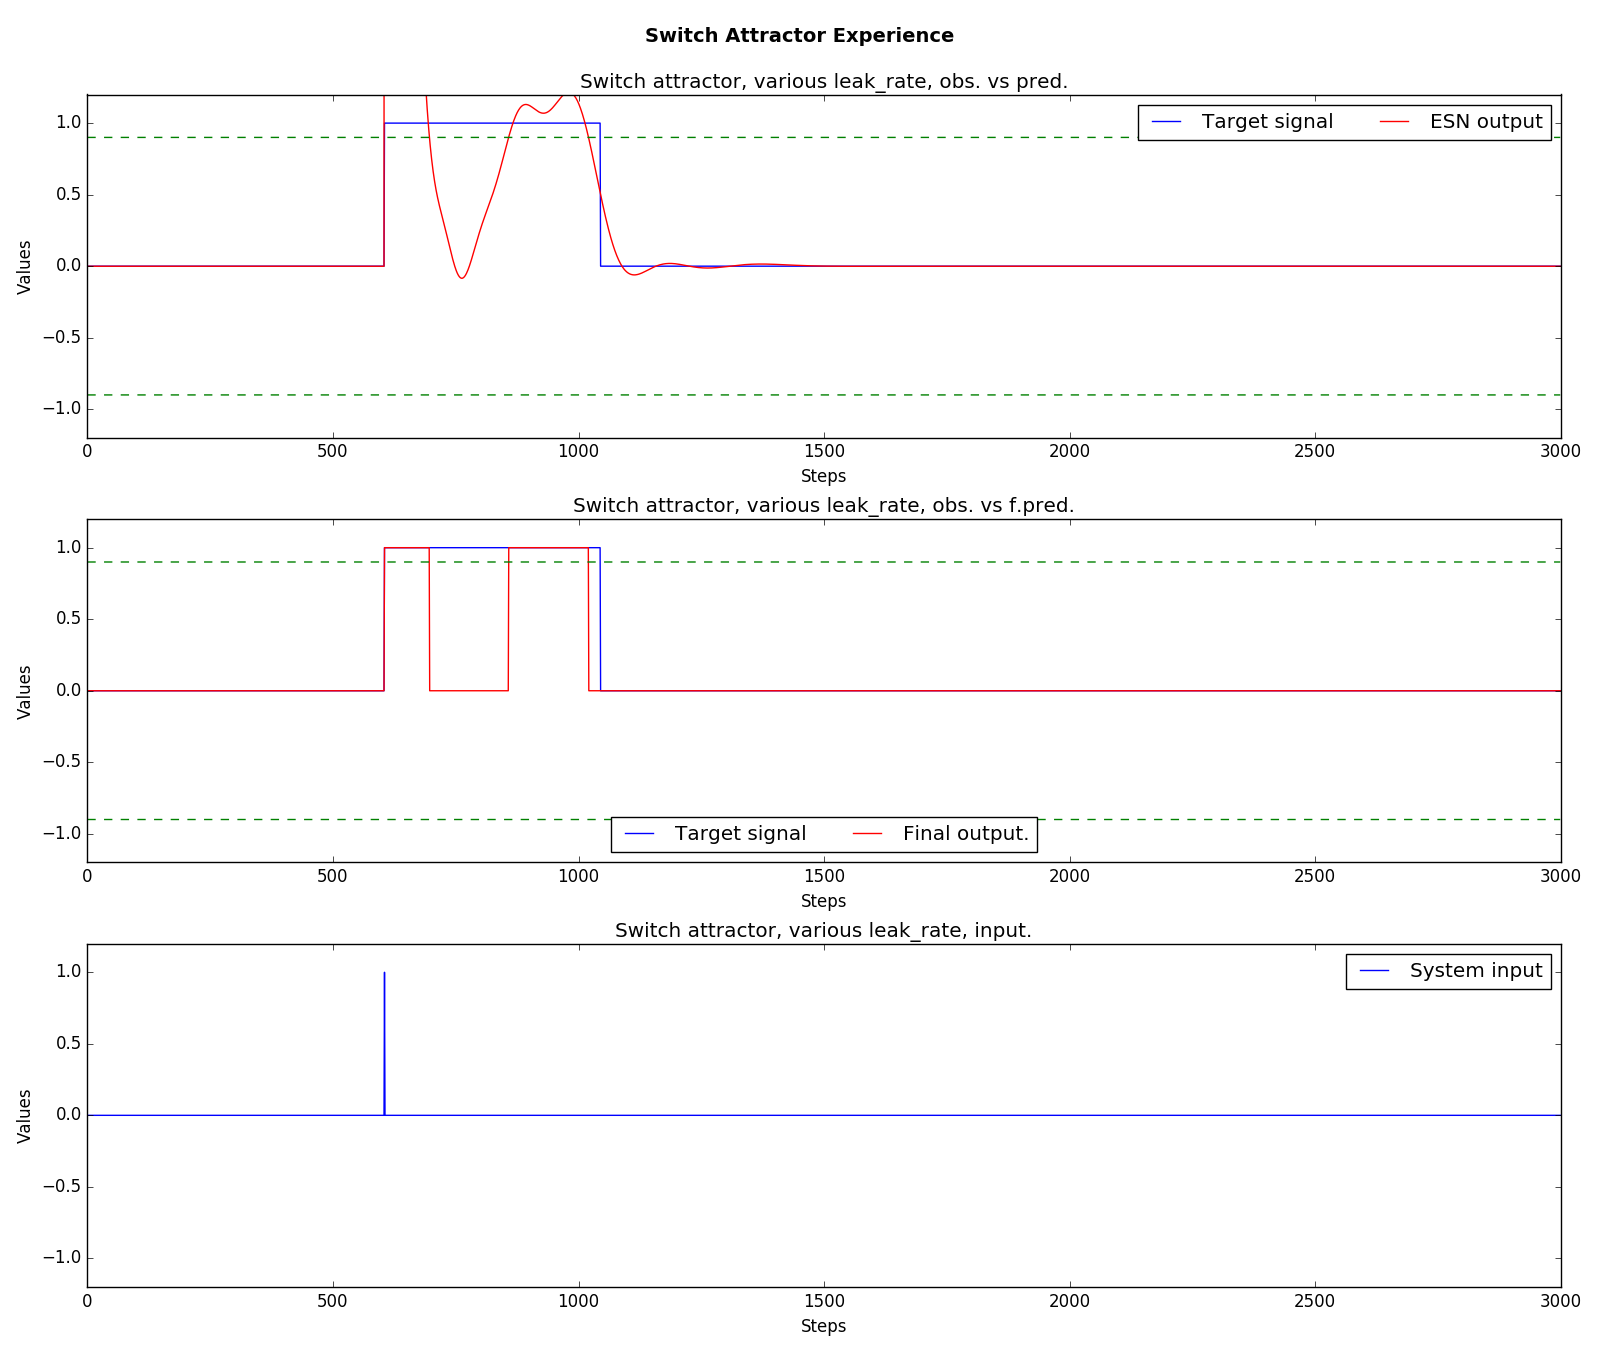 Switch Attractor Experience
Switch attractor, various leak_rate, obs. vs pred.
Target signal ESN output
1.0
0.5
0.0
−0.5
−1.0
Values
0 500 1000 1500 2000 2500 3000
Steps
Switch attractor, various leak_rate, obs. vs f.pred.
1.0
0.5
0.0
−0.5
−1.0
Values
Target signal Final output.
0 500 1000 1500 2000 2500 3000
Steps
Switch attractor, various leak_rate, input.
System input
1.0
0.5
0.0
−0.5
−1.0
Values
0 500 1000 1500 2000 2500 3000
Steps